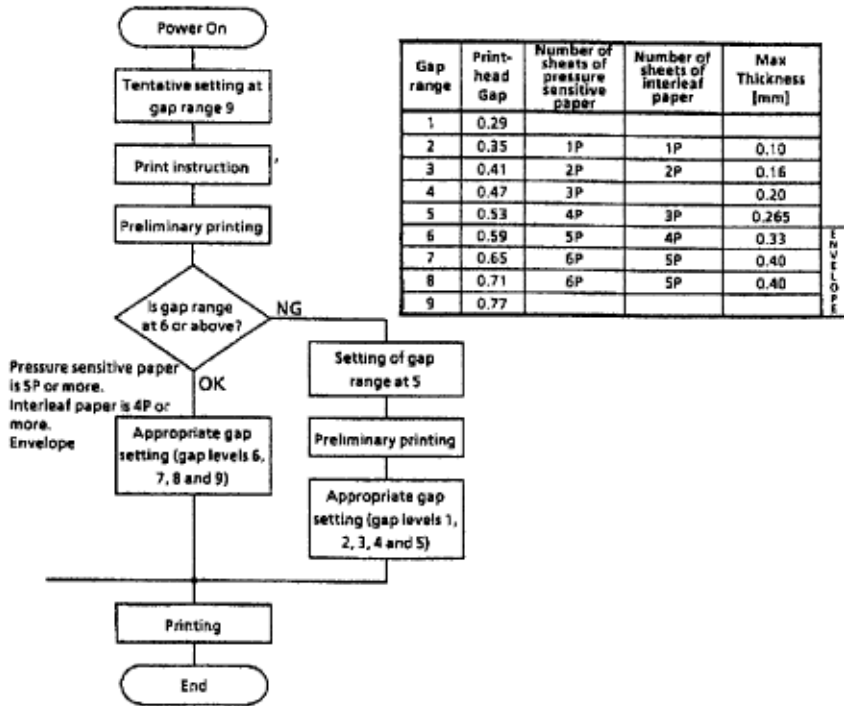 Power On
Tentative setting at
gap range 9
Print instruction
Preliminary printing
Is gap range
at 6 or above?
NG
OK
Pressure sensitive paper
is 5P or more.
Interleaf paper is 4P or
more.
Envelope
Appropriate gap
setting (gap levels 6,
7, 8 and 9)
Setting of gap
range at 5
Preliminary printing
Appropriate gap
setting (gap levels 1,
2, 3, 4 and 5)
Printing
End
Gap range Print-head Gap Number of sheets of pressure sensitive paper Number of sheets of interleaf paper Max Thickness [mm]
1 0.29
2 0.35 1P 1P 0.10
3 0.41 2P 2P 0.16
4 0.47 3P 0.20
5 0.53 4P 3P 0.265
6 0.59 5P 4P 0.33
7 0.65 6P 5P 0.40
8 0.71 6P 5P 0.40
9 0.77
ENVELOPE